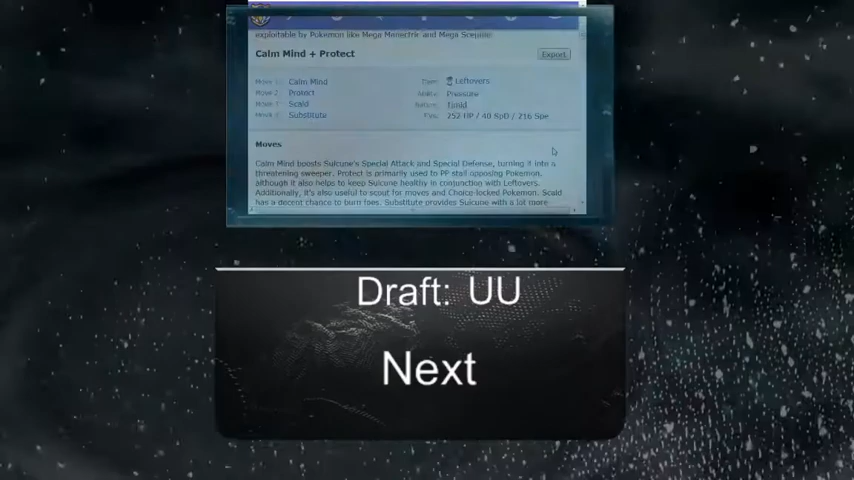 exploitable by Pokemon like Mega Manectric and Mega Sceptile.
Calm Mind + Protect
Export
Move 1: Calm Mind
Item: Leftovers
Move 2: Protect
Ability: Pressure
Move 3: Scald
Nature: Timid
Move 4: Substitute
EVs: 252 HP / 40 SpD / 216 Spe
Moves
Calm Mind boosts Suicune's Special Attack and Special Defense, turning it into a
threatening sweeper. Protect is primarily used to PP stall opposing Pokemon,
although it also helps to keep Suicune healthy in conjunction with Leftovers.
Additionally, it's also useful to scout for moves and Choice-locked Pokemon. Scald
has a decent chance to burn foes. Substitute provides Suicune with a lot more
Draft: UU
Next